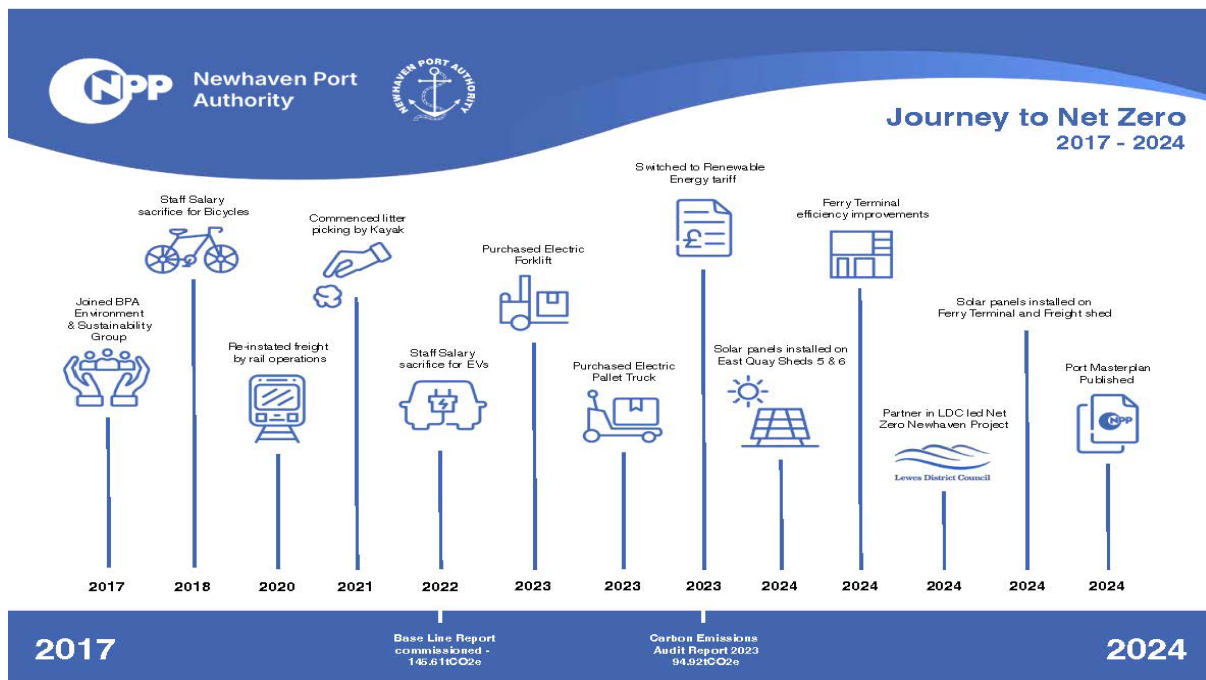 NPP
Newhaven Port
Authority
NEWHAVEN PORT AUTHORITY
Journey to Net Zero
2017 - 2024
Joined BPA
Environment
& Sustainability
Group
2017
Staff Salary
sacrifice for Bicycles
2018
Re-instated freight
by rail operations
2020
Commenced litter
picking by Kayak
2021
Staff Salary
sacrifice for EVs
2022
Purchased Electric
Forklift
2023
Purchased Electric
Pallet Truck
2023
Switched to Renewable
Energy tariff
£
2023
Solar panels installed on
East Quay Sheds 5 & 6
2024
Ferry Terminal
efficiency improvements
2024
Partner in LDC led Net
Zero Newhaven Project
Lewes District Council
2024
Solar panels installed on
Ferry Terminal and Freight shed
2024
Port Masterplan
Published
NPP
2024
2017
Base Line Report
commissioned -
145.61tCO2e
Carbon Emissions
Audit Report 2023
94.92tCO2e
2024